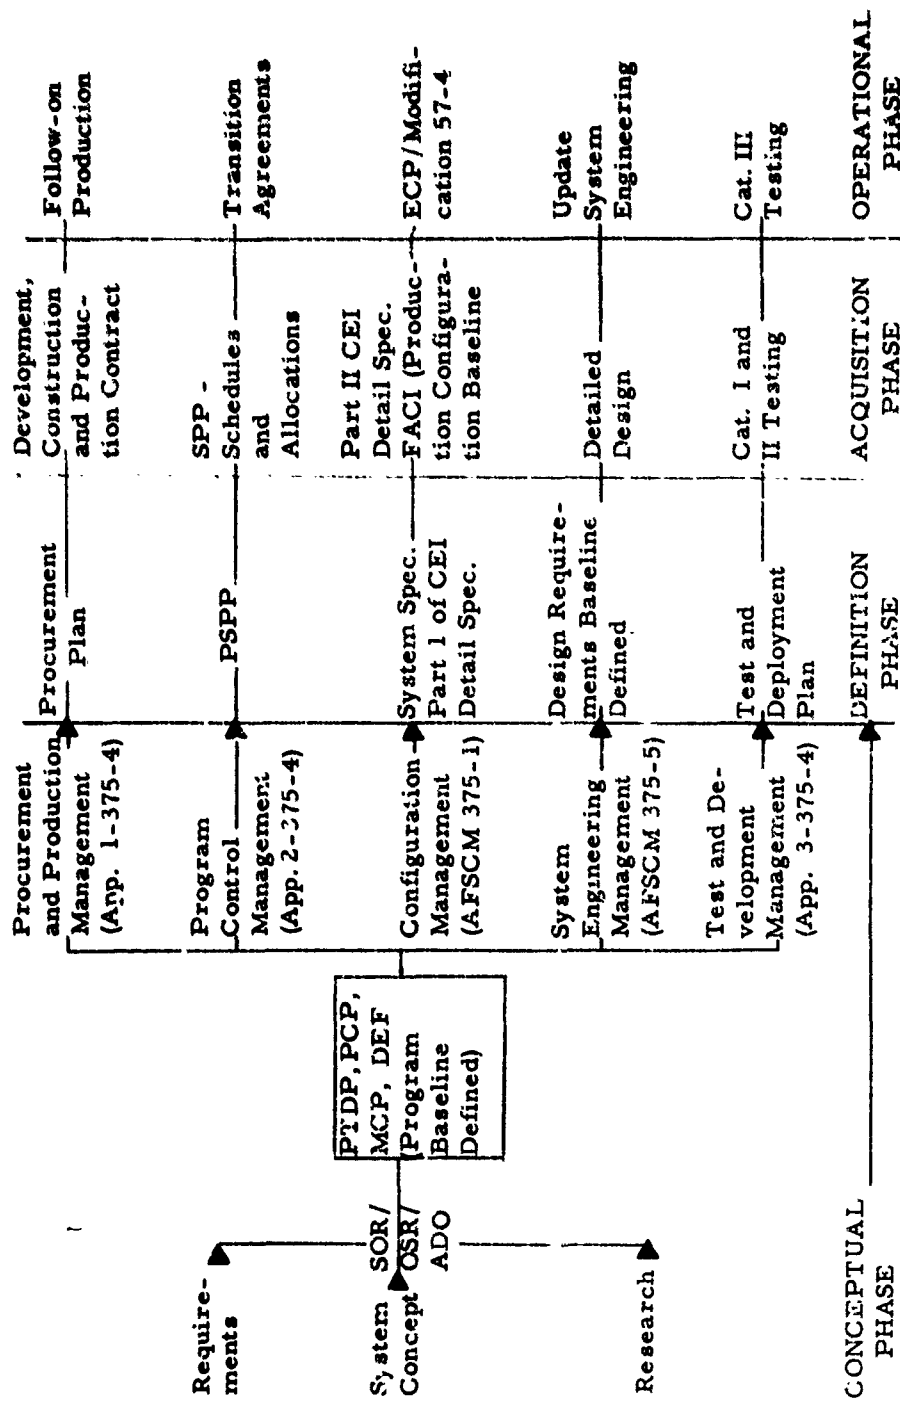 Require-
ments
System
Concept
Research
SOR/
OSR/
ADO
PTDP, PCP,
MCP, DEF
(Program
Baseline
Defined)
Procurement
and Production
Management
(App. 1-375-4)
Procurement
Plan
Development,
Construction
and Produc-
tion Contract
Follow-on
Production
Program
Control
Management
(App. 2-375-4)
PSPP
SPP -
Schedules
and
Allocations
Transition
Agreements
Configuration
Management
(AFSCM 375-1)
System Spec.
Part 1 of CEI
Detail Spec.
Part II CEI
Detail Spec.
FACI (Produc-
tion Configura-
tion Baseline
ECP/Modifi-
cation 57-4
System
Engineering
Management
(AFSCM 375-5)
Design Require-
ments Baseline
Defined
Detailed
Design
Update
System
Engineering
Test and De-
velopment
Management
(App. 3-375-4)
Test and
Deployment
Plan
Cat. I and
II Testing
Cat. III
Testing
CONCEPTUAL
PHASE
DEFINITION
PHASE
ACQUISITION
PHASE
OPERATIONAL
PHASE